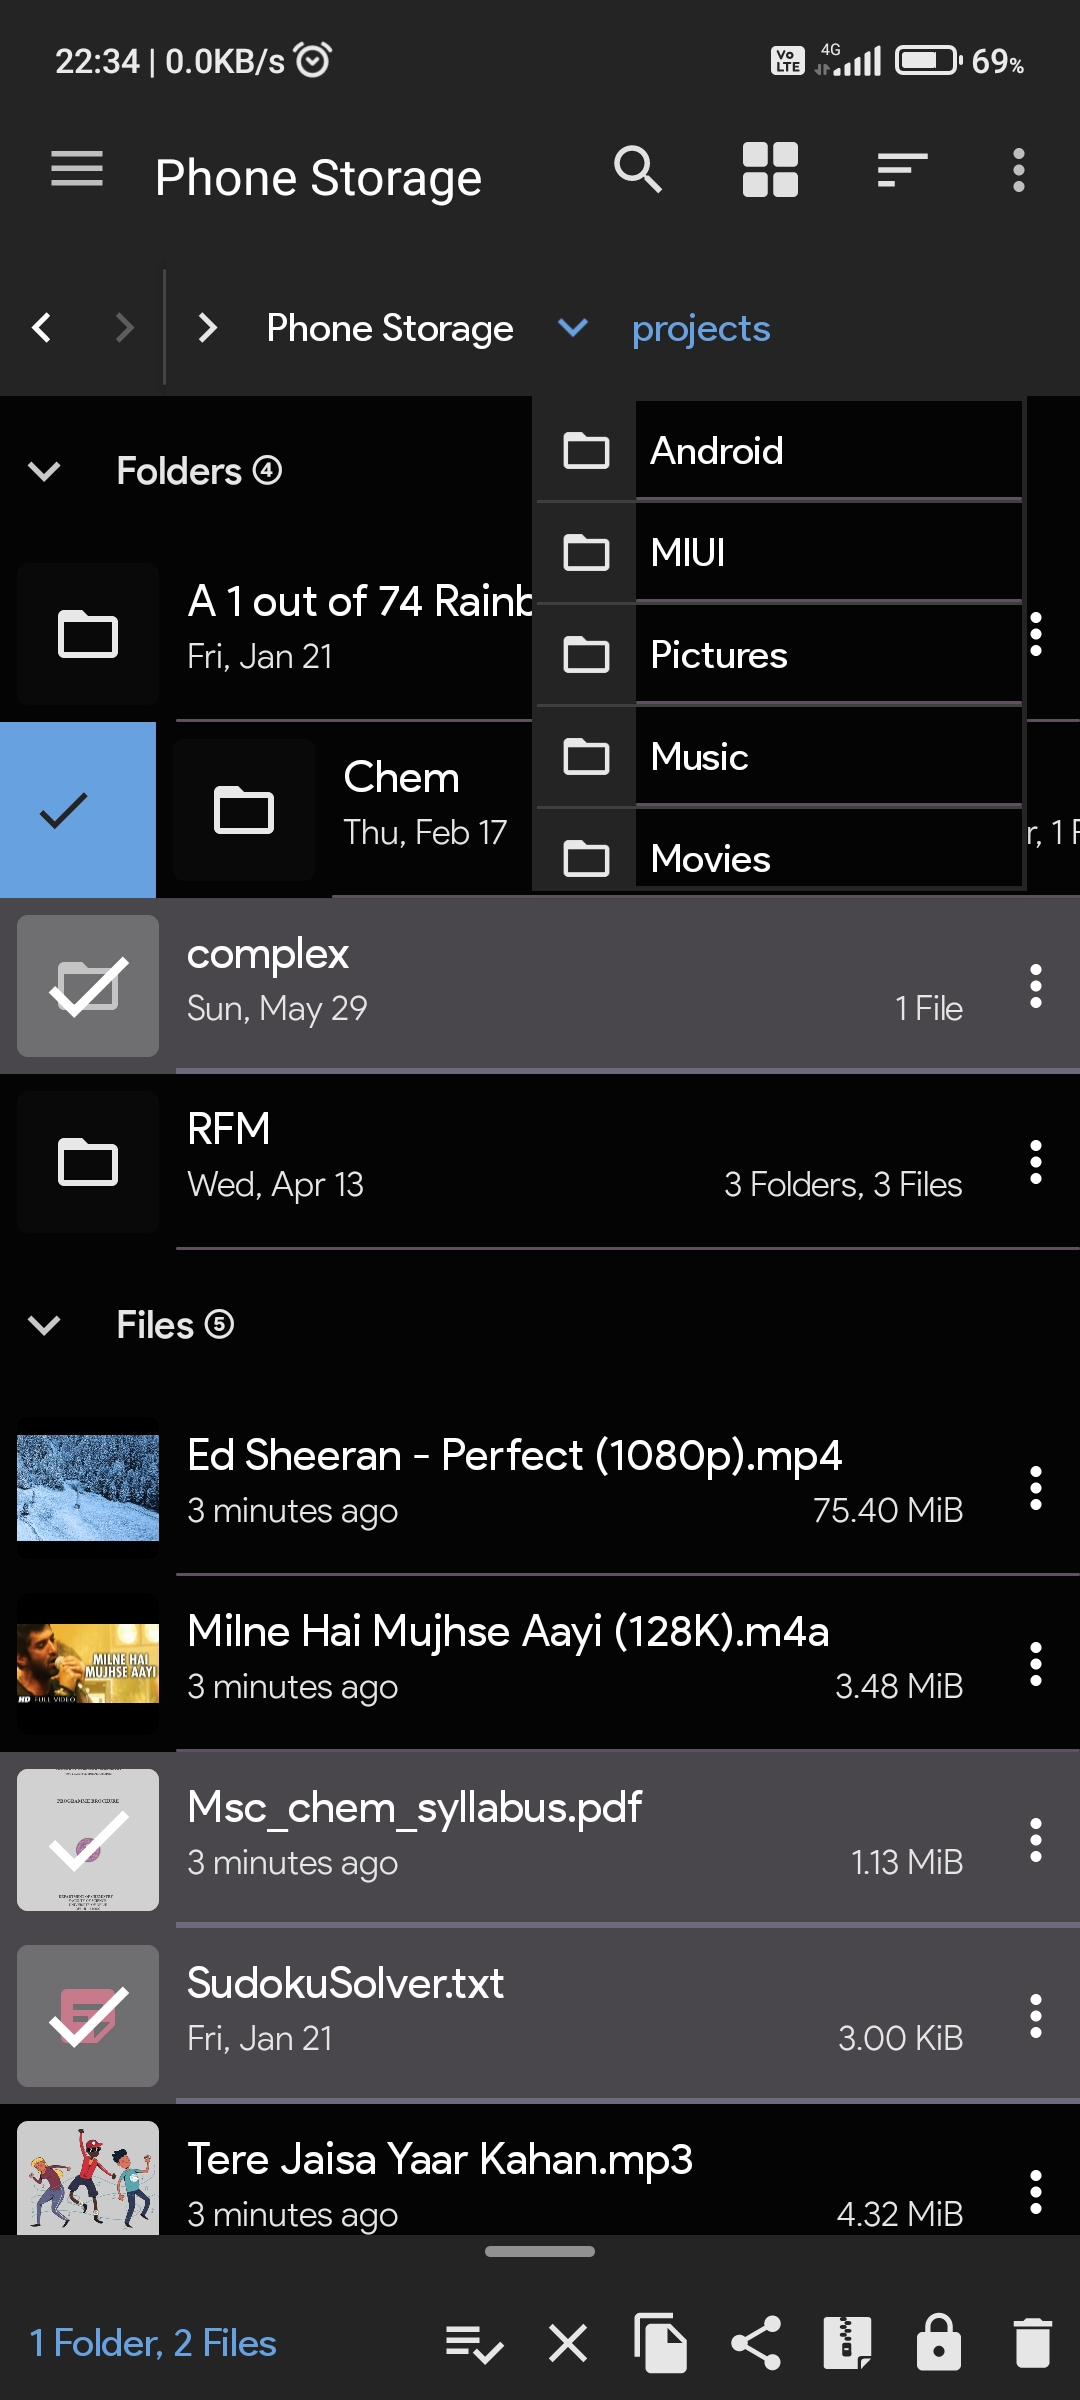 22:34 | 0.0KB/s
Vo LTE 4G 69%
Phone Storage
Phone Storage projects
Android
MIUI
Pictures
Music
Movies
Folders ④
A 1 out of 74 Rainb
Fri, Jan 21
Chem
Thu, Feb 17
r, 1 F
complex
Sun, May 29 1 File
RFM
Wed, Apr 13 3 Folders, 3 Files
Files ⑤
Ed Sheeran - Perfect (1080p).mp4
3 minutes ago 75.40 MiB
MILNE HAI
MUJHSE AAYI
HD FULL VIDEO
Milne Hai Mujhse Aayi (128K).m4a
3 minutes ago 3.48 MiB
PROGRAMME BROCHURE
Msc_chem_syllabus.pdf
3 minutes ago 1.13 MiB
SudokuSolver.txt
Fri, Jan 21 3.00 KiB
Tere Jaisa Yaar Kahan.mp3
3 minutes ago 4.32 MiB
1 Folder, 2 Files